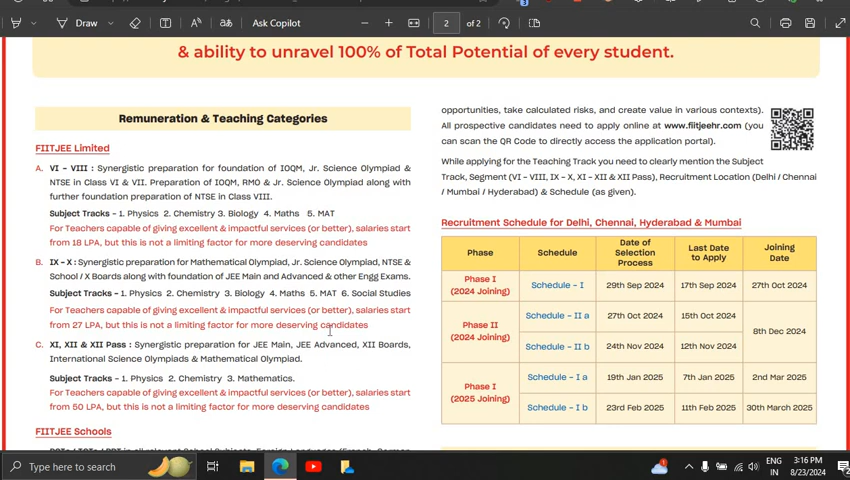 Draw
Ask Copilot
2 of 2
& ability to unravel 100% of Total Potential of every student.
Remuneration & Teaching Categories
FIITJEE Limited
A. VI – VIII : Synergistic preparation for foundation of IOQM, Jr. Science Olympiad &
NTSE in Class VI & VII. Preparation of IOQM, RMO & Jr. Science Olympiad along with
further foundation preparation of NTSE in Class VIII.
Subject Tracks - 1. Physics 2. Chemistry 3. Biology 4. Maths 5. MAT
For Teachers capable of giving excellent & impactful services (or better), salaries start
from 18 LPA, but this is not a limiting factor for more deserving candidates
B. IX – X : Synergistic preparation for Mathematical Olympiad, Jr. Science Olympiad, NTSE &
School / X Boards along with foundation of JEE Main and Advanced & other Engg Exams.
Subject Tracks - 1. Physics 2. Chemistry 3. Biology 4. Maths 5. MAT 6. Social Studies
For Teachers capable of giving excellent & impactful services (or better), salaries start
from 27 LPA, but this is not a limiting factor for more deserving candidates
C. XI, XII & XII Pass : Synergistic preparation for JEE Main, JEE Advanced, XII Boards,
International Science Olympiads & Mathematical Olympiad.
Subject Tracks - 1. Physics 2. Chemistry 3. Mathematics.
For Teachers capable of giving excellent & impactful services (or better), salaries start
from 50 LPA, but this is not a limiting factor for more deserving candidates
FIITJEE Schools
opportunities, take calculated risks, and create value in various contexts).
All prospective candidates need to apply online at www.fiitjeehr.com (you
can scan the QR Code to directly access the application portal).
While applying for the Teaching Track you need to clearly mention the Subject
Track, Segment (VI – VIII, IX – X, XI – XII & XII Pass), Recruitment Location (Delhi / Chennai
/ Mumbai / Hyderabad) & Schedule (as given).
Recruitment Schedule for Delhi, Chennai, Hyderabad & Mumbai
Phase Schedule Date of Selection Process Last Date to Apply Joining Date
Phase I (2024 Joining) Schedule – I 29th Sep 2024 17th Sep 2024 27th Oct 2024
Phase II (2024 Joining) Schedule – II a 27th Oct 2024 15th Oct 2024 8th Dec 2024
Schedule – II b 24th Nov 2024 12th Nov 2024
Phase I (2025 Joining) Schedule – I a 19th Jan 2025 7th Jan 2025 2nd Mar 2025
Schedule – I b 23rd Feb 2025 11th Feb 2025 30th March 2025
Type here to search
ENG
IN
3:16 PM
8/23/2024